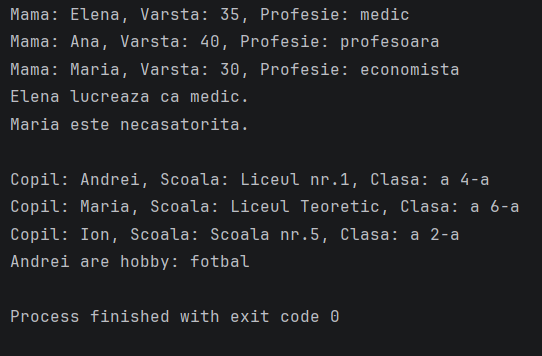 Mama: Elena, Varsta: 35, Profesie: medic
Mama: Ana, Varsta: 40, Profesie: profesoara
Mama: Maria, Varsta: 30, Profesie: economista
Elena lucreaza ca medic.
Maria este necasatorita.
Copil: Andrei, Scoala: Liceul nr.1, Clasa: a 4-a
Copil: Maria, Scoala: Liceul Teoretic, Clasa: a 6-a
Copil: Ion, Scoala: Scoala nr.5, Clasa: a 2-a
Andrei are hobby: fotbal
Process finished with exit code 0